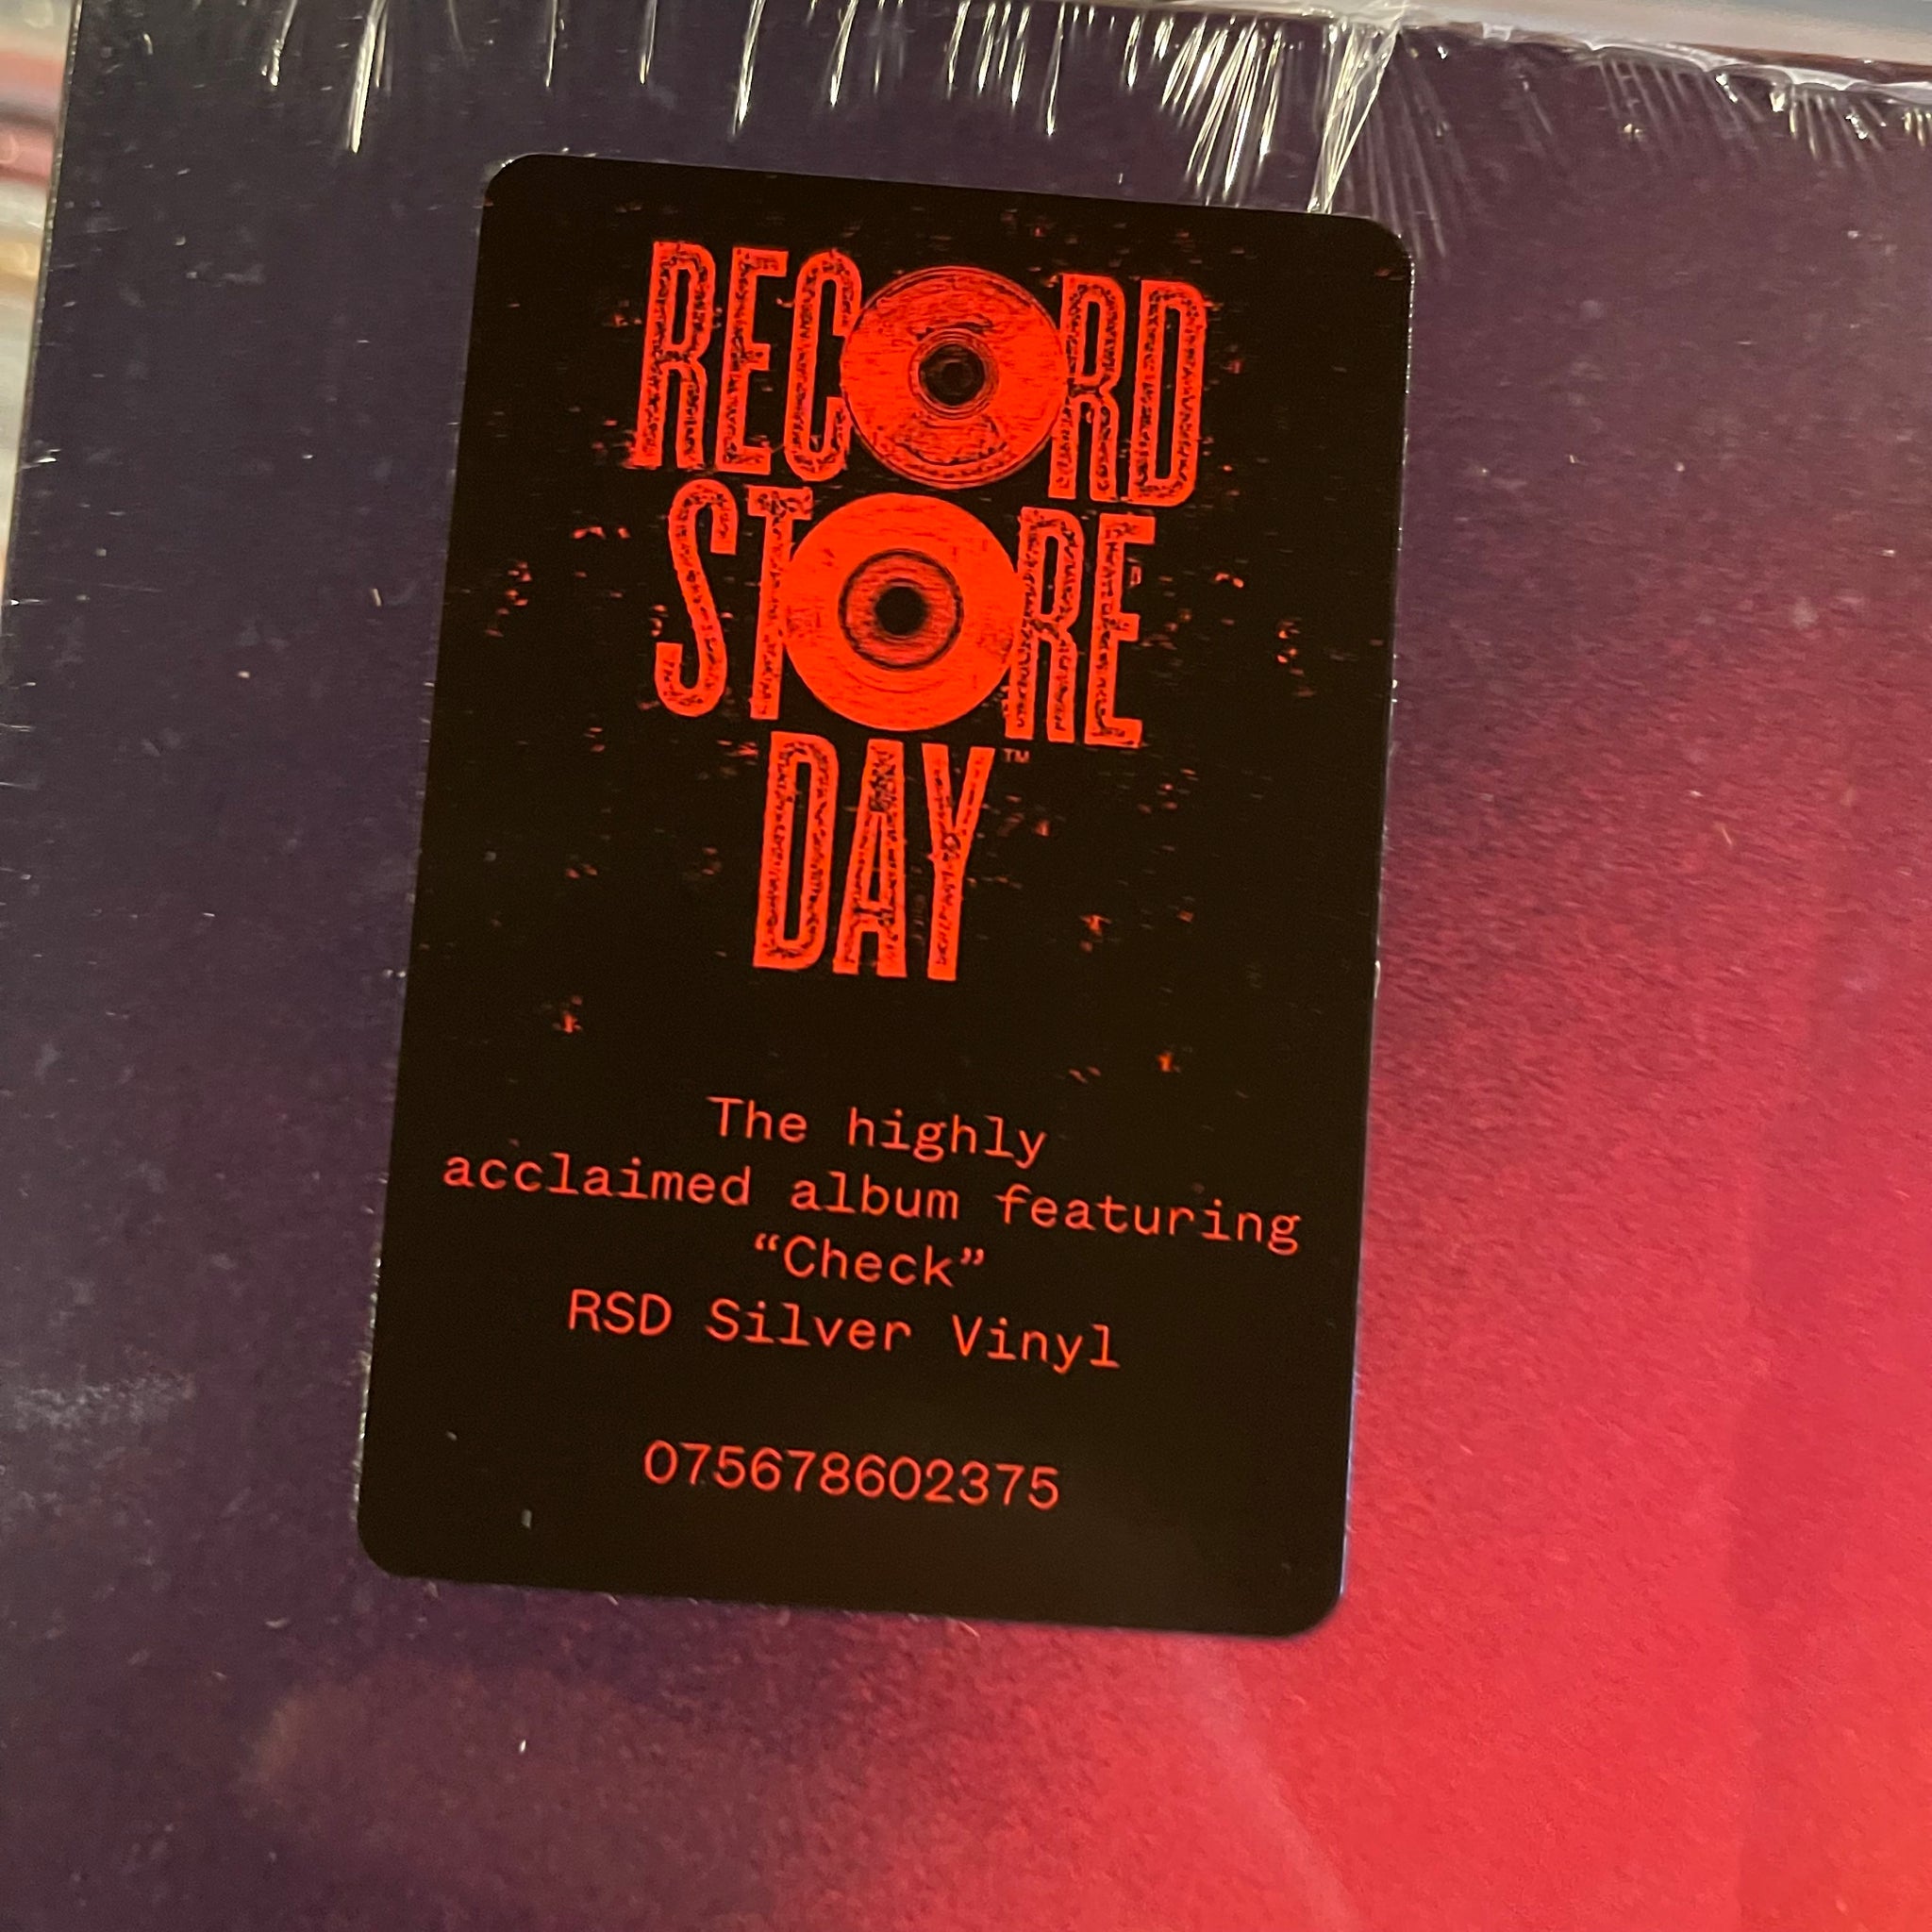 RECORD
STORE
DAY™
The highly
acclaimed album featuring
“Check”
RSD Silver Vinyl
075678602375